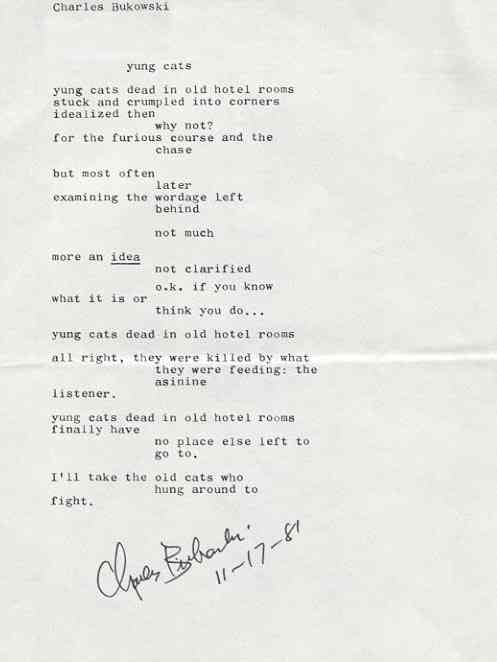 Charles Bukowski
yung cats
yung cats dead in old hotel rooms
stuck and crumpled into corners
idealized then
why not?
for the furious course and the
chase
but most often
later
examining the wordage left
behind
not much
more an idea
not clarified
o.k. if you know
what it is or
think you do...
yung cats dead in old hotel rooms
all right, they were killed by what
they were feeding: the
asinine
listener.
yung cats dead in old hotel rooms
finally have
no place else left to
go to.
I'll take the old cats who
hung around to
fight.
Charles Bukowski
11-17-81